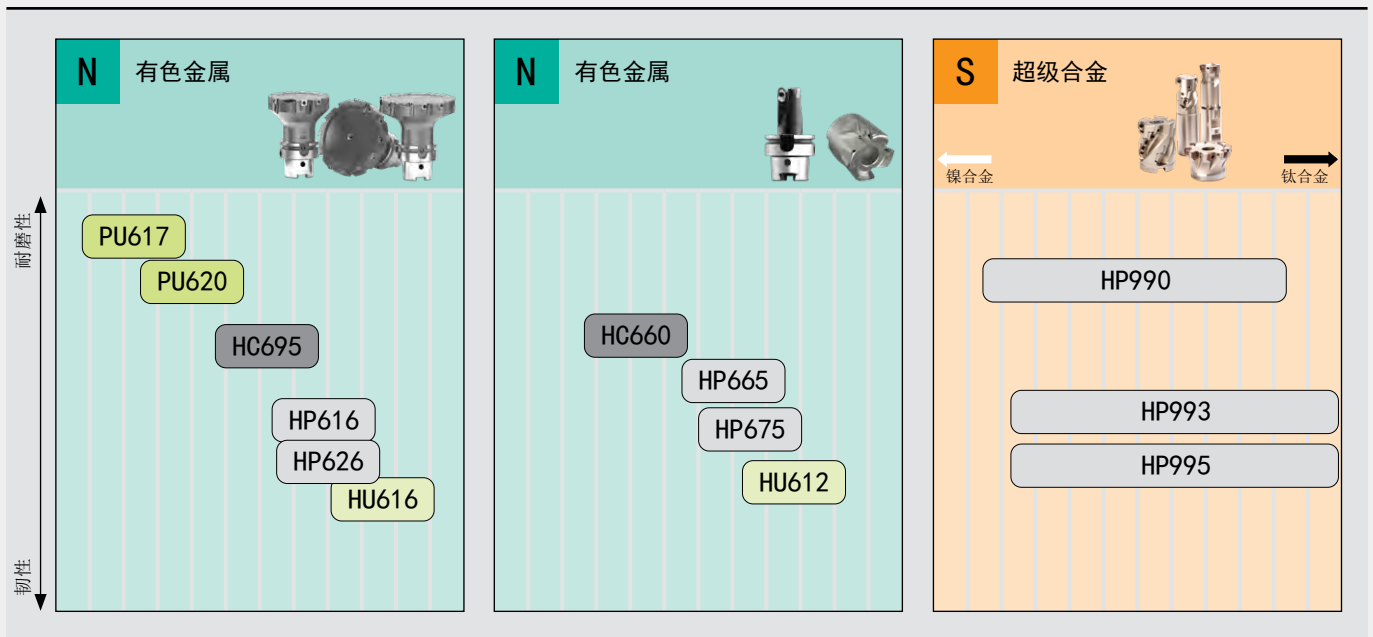 N 有色金属
N 有色金属
S 超级合金
镍合金
钛合金
耐磨性
韧性
PU617
PU620
HC695
HP616
HP626
HU616
HC660
HP665
HP675
HU612
HP990
HP993
HP995